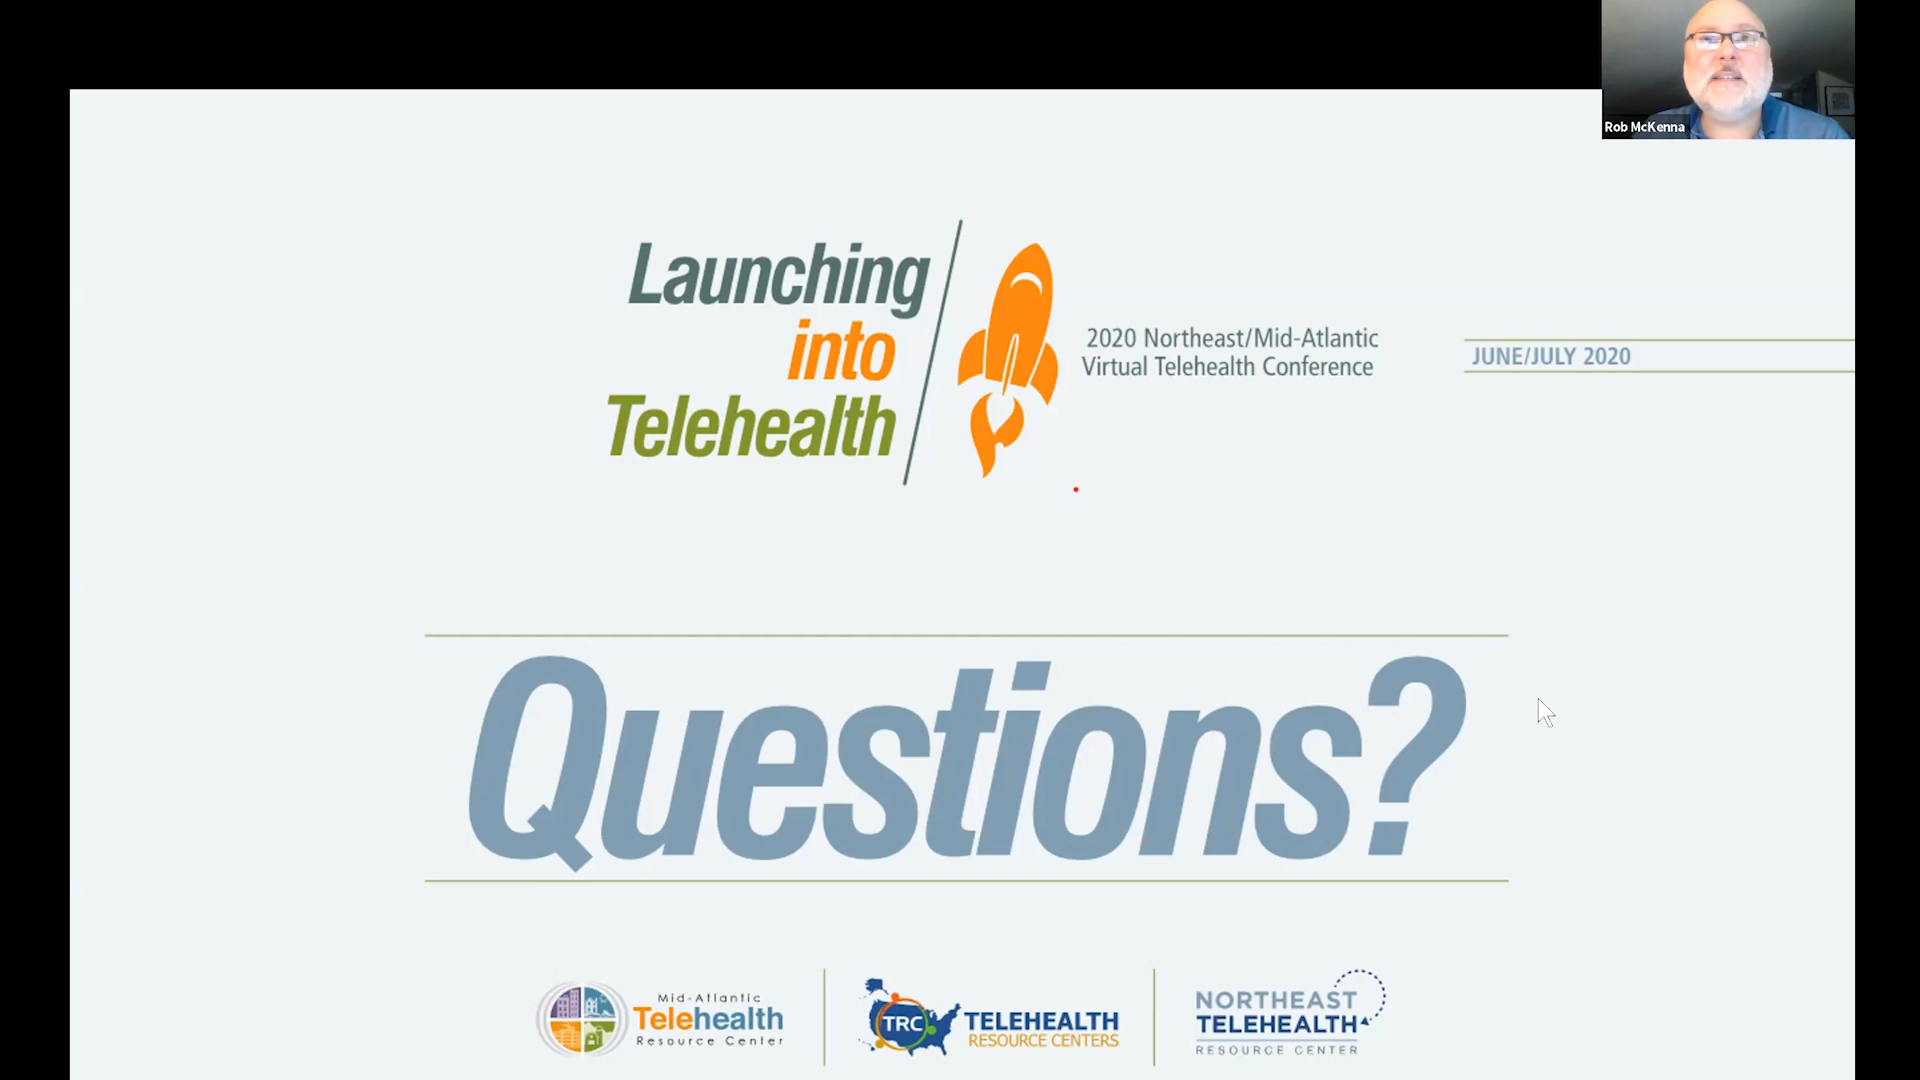 Rob McKenna
Launching
into
Telehealth
2020 Northeast/Mid-Atlantic
Virtual Telehealth Conference
JUNE/JULY 2020
Questions?
Mid-Atlantic
Telehealth
Resource Center
TRC
TELEHEALTH
RESOURCE CENTERS
NORTHEAST
TELEHEALTH
RESOURCE CENTER